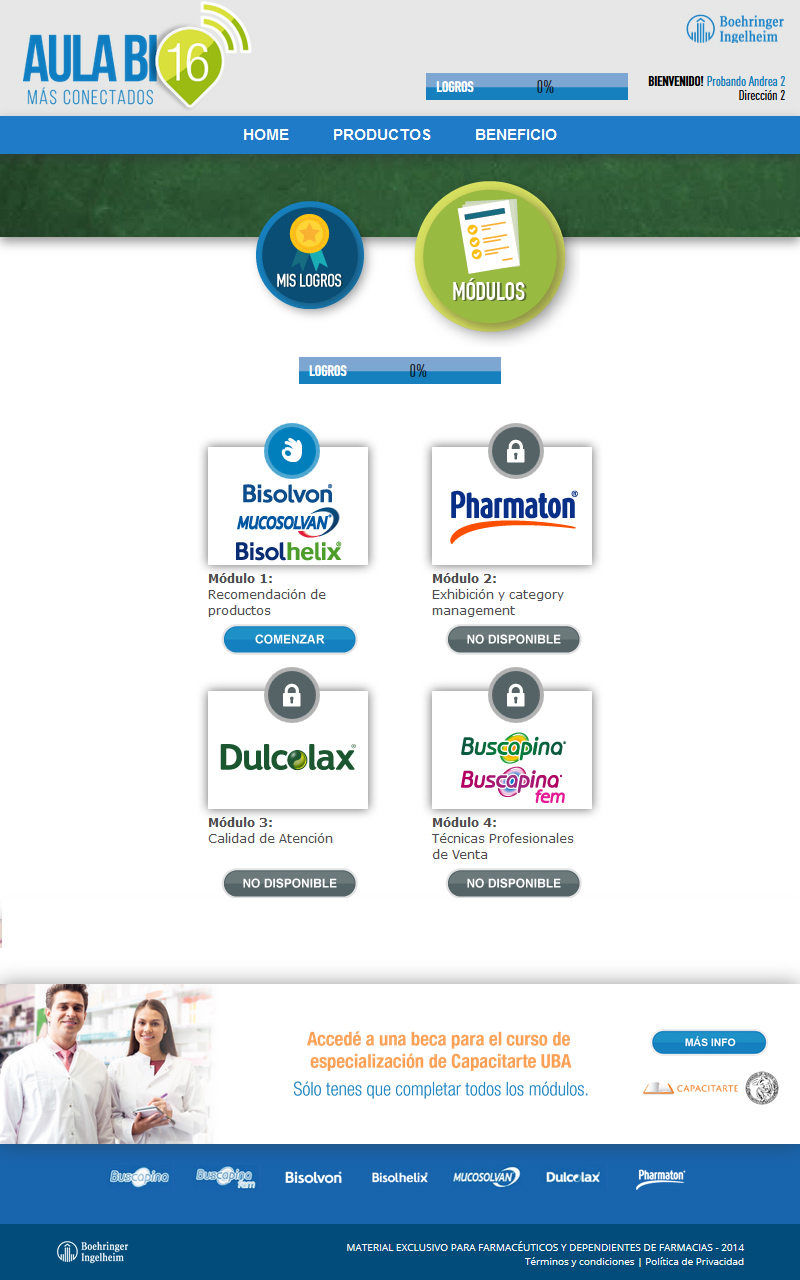 AULA BI 16
MÁS CONECTADOS
Boehringer
Ingelheim
LOGROS 0%
BIENVENIDO! Probando Andrea 2
Dirección 2
HOME PRODUCTOS BENEFICIO
MIS LOGROS
MÓDULOS
LOGROS 0%
Bisolvon®
MUCOSOLVAN®
Bisolhelix®
Módulo 1:
Recomendación de
productos
COMENZAR
Pharmaton®
Módulo 2:
Exhibición y category
management
NO DISPONIBLE
Dulcolax®
Módulo 3:
Calidad de Atención
NO DISPONIBLE
Buscapina
Buscapina
fem
Módulo 4:
Técnicas Profesionales
de Venta
NO DISPONIBLE
Accedé a una beca para el curso de
especialización de Capacitarte UBA
Sólo tenes que completar todos los módulos.
MÁS INFO
CAPACITARTE
Buscapina Buscapina fem Bisolvon Bisolhelix MUCOSOLVAN Dulcolax Pharmaton
Boehringer
Ingelheim
MATERIAL EXCLUSIVO PARA FARMACÉUTICOS Y DEPENDIENTES DE FARMACIAS - 2014
Términos y condiciones | Política de Privacidad